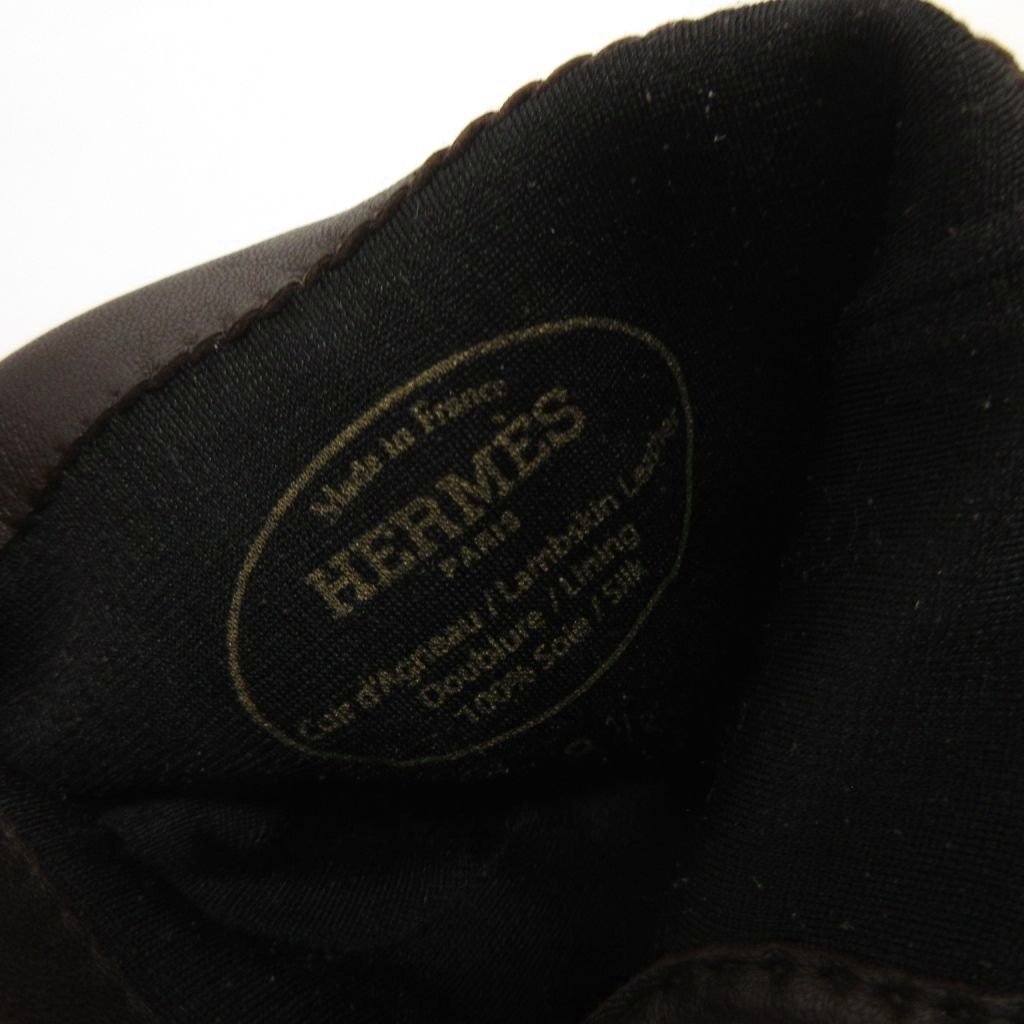 Made in France
HERMÈS
PARIS
Cuir d'Agneau / Lambskin Leather
Doublure / Lining
100% Soie / Silk